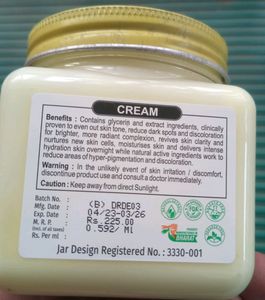 CREAM
Benefits : Contains glycerin and extract ingredients, clinically
proven to even out skin tone, reduce dark spots and discoloration
for brighter, more radiant complexion, revives skin clarity and
nurtures new skin cells, moisturises skin and delivers intense
hydration skin overnight while natural active ingredients work to
reduce areas of hyper-pigmentation and discoloration.
Warning : In the unlikely event of skin irritation / discomfort,
discontinue product use and consult a doctor immediately.
Caution : Keep away from direct Sunlight.
Batch No. : (B) DRDE03
Mfg. Date : 04/23-03/26
Exp. Date
M. R. P. : Rs.225.00
(Incl. of all taxes)
Rs. Per ml : 0.592/ Ml
BHARAT
Jar Design Registered No. : 3330-001